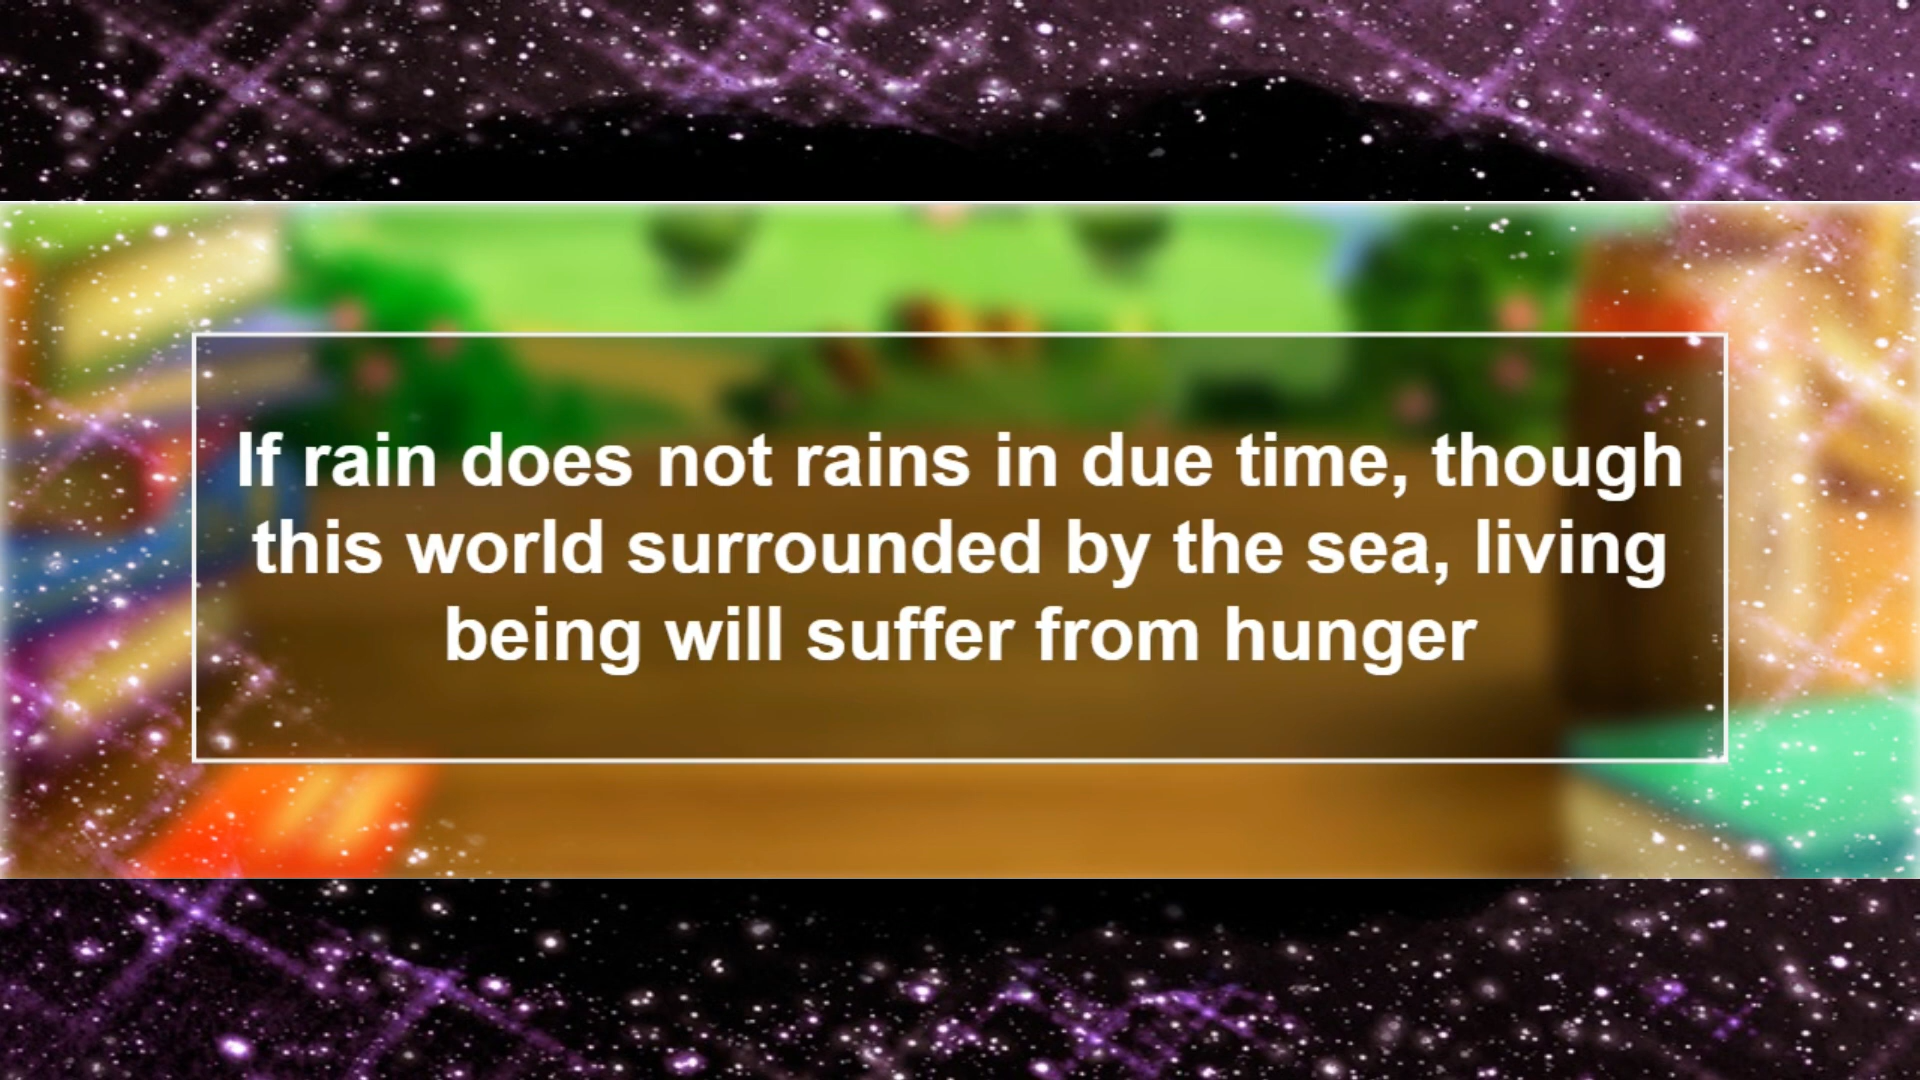 If rain does not rains in due time, though
this world surrounded by the sea, living
being will suffer from hunger